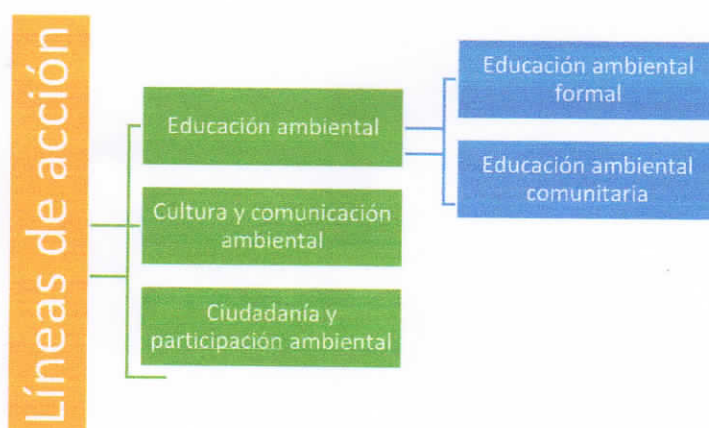 Líneas de acción
Educación ambiental
Cultura y comunicación
ambiental
Ciudadanía y
participación ambiental
Educación ambiental
formal
Educación ambiental
comunitaria